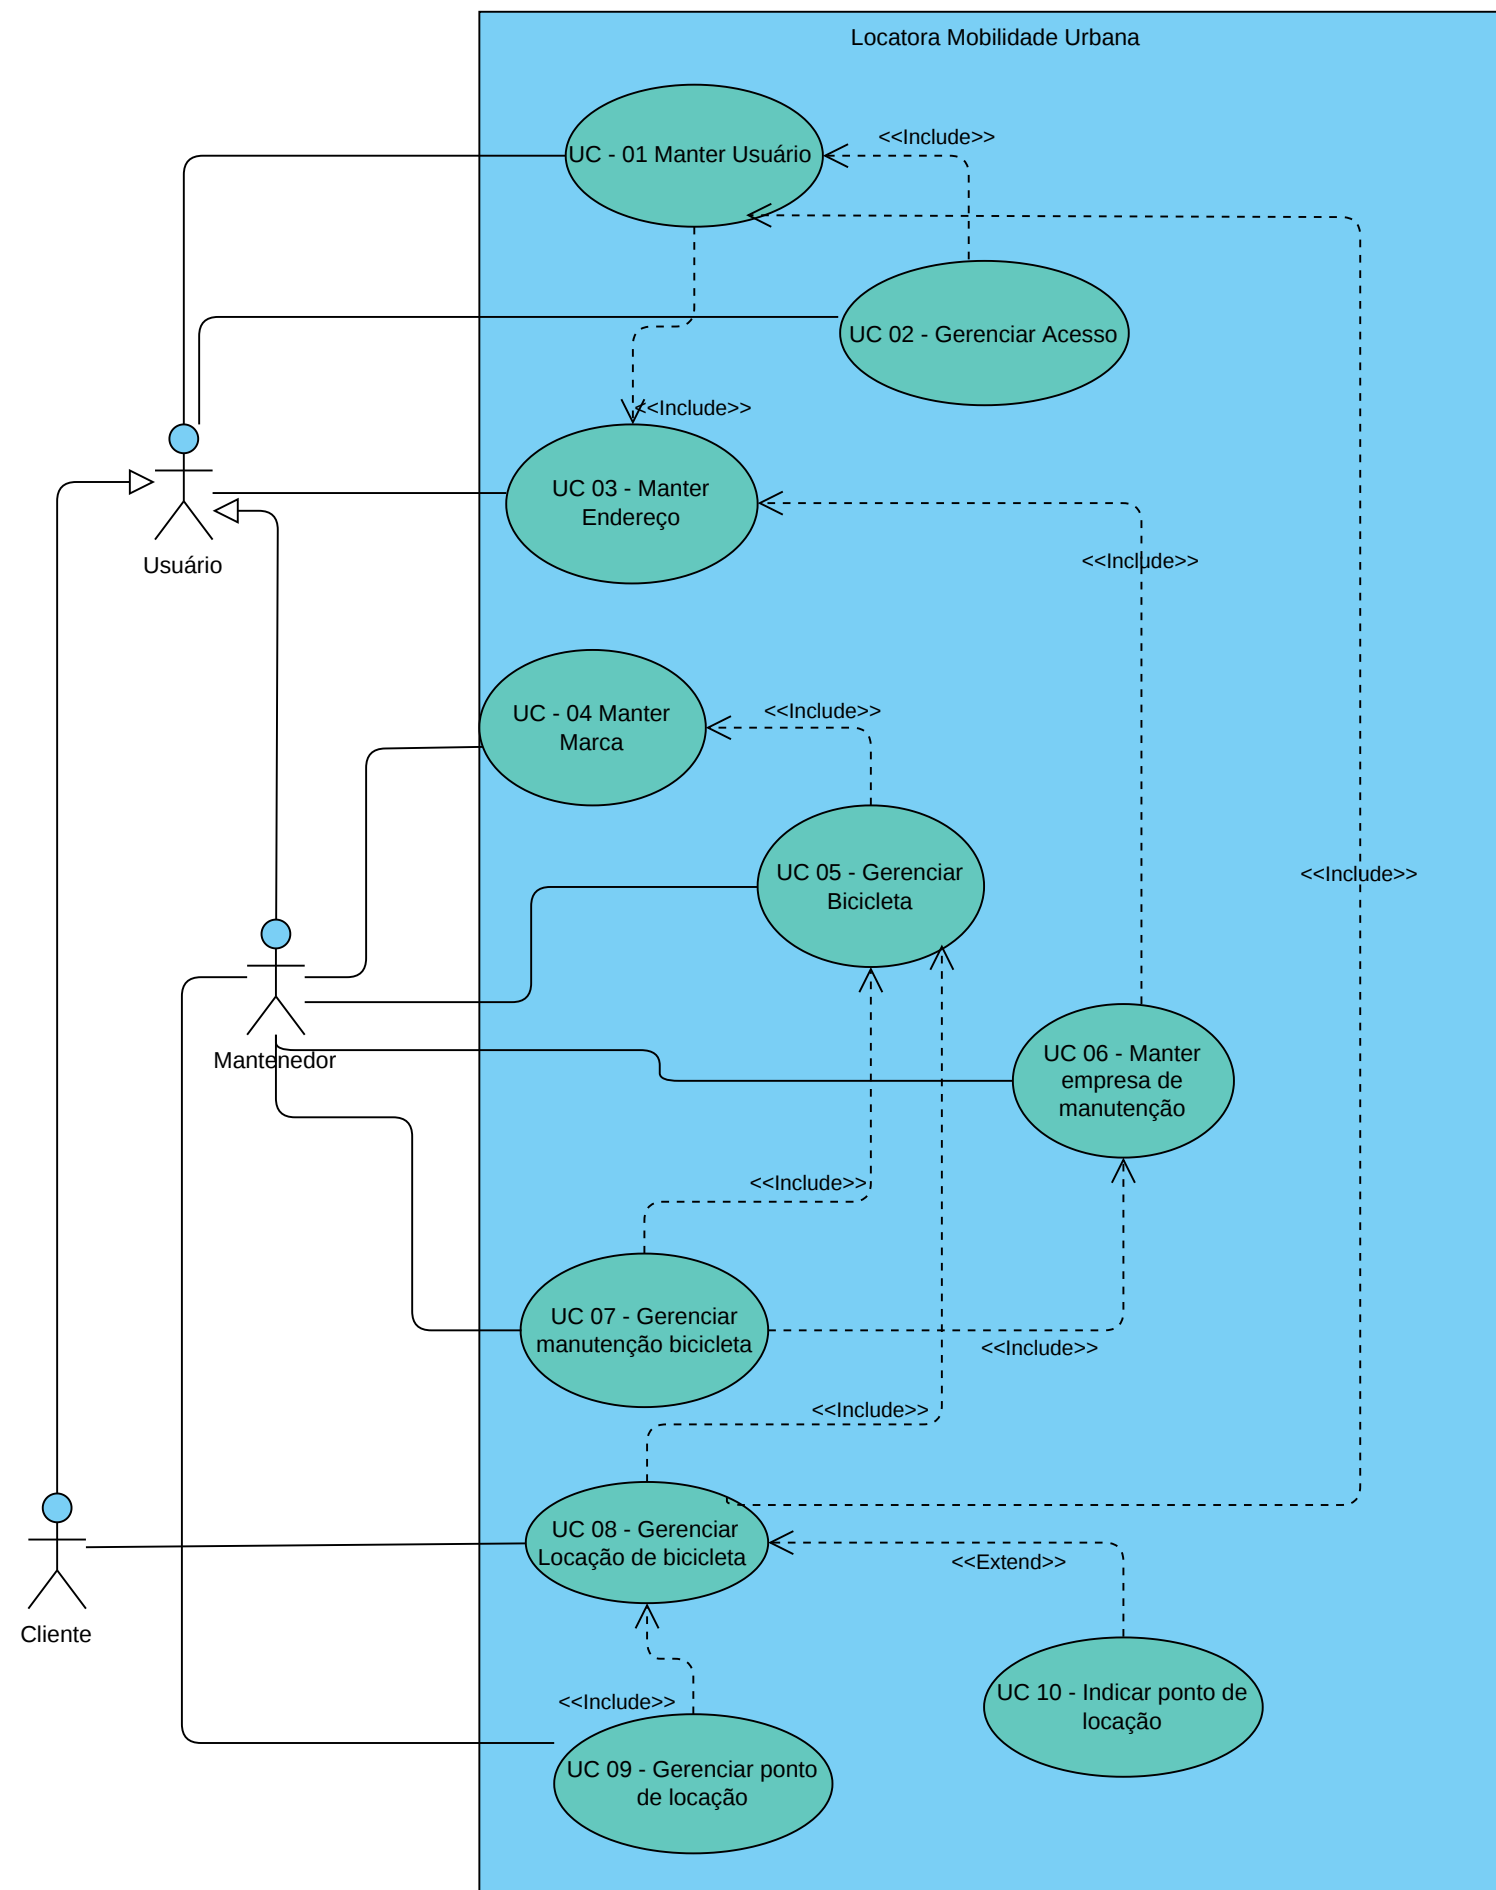 Locatora Mobilidade Urbana
UC - 01 Manter Usuário
<<Include>>
UC 02 - Gerenciar Acesso
<<Include>>
UC 03 - Manter
Endereço
<<Include>>
Usuário
UC - 04 Manter
Marca
<<Include>>
UC 05 - Gerenciar
Bicicleta
<<Include>>
Mantenedor
UC 06 - Manter
empresa de
manutenção
<<Include>>
UC 07 - Gerenciar
manutenção bicicleta
<<Include>>
<<Include>>
UC 08 - Gerenciar
Locação de bicicleta
<<Extend>>
Cliente
<<Include>>
UC 10 - Indicar ponto de
locação
UC 09 - Gerenciar ponto
de locação